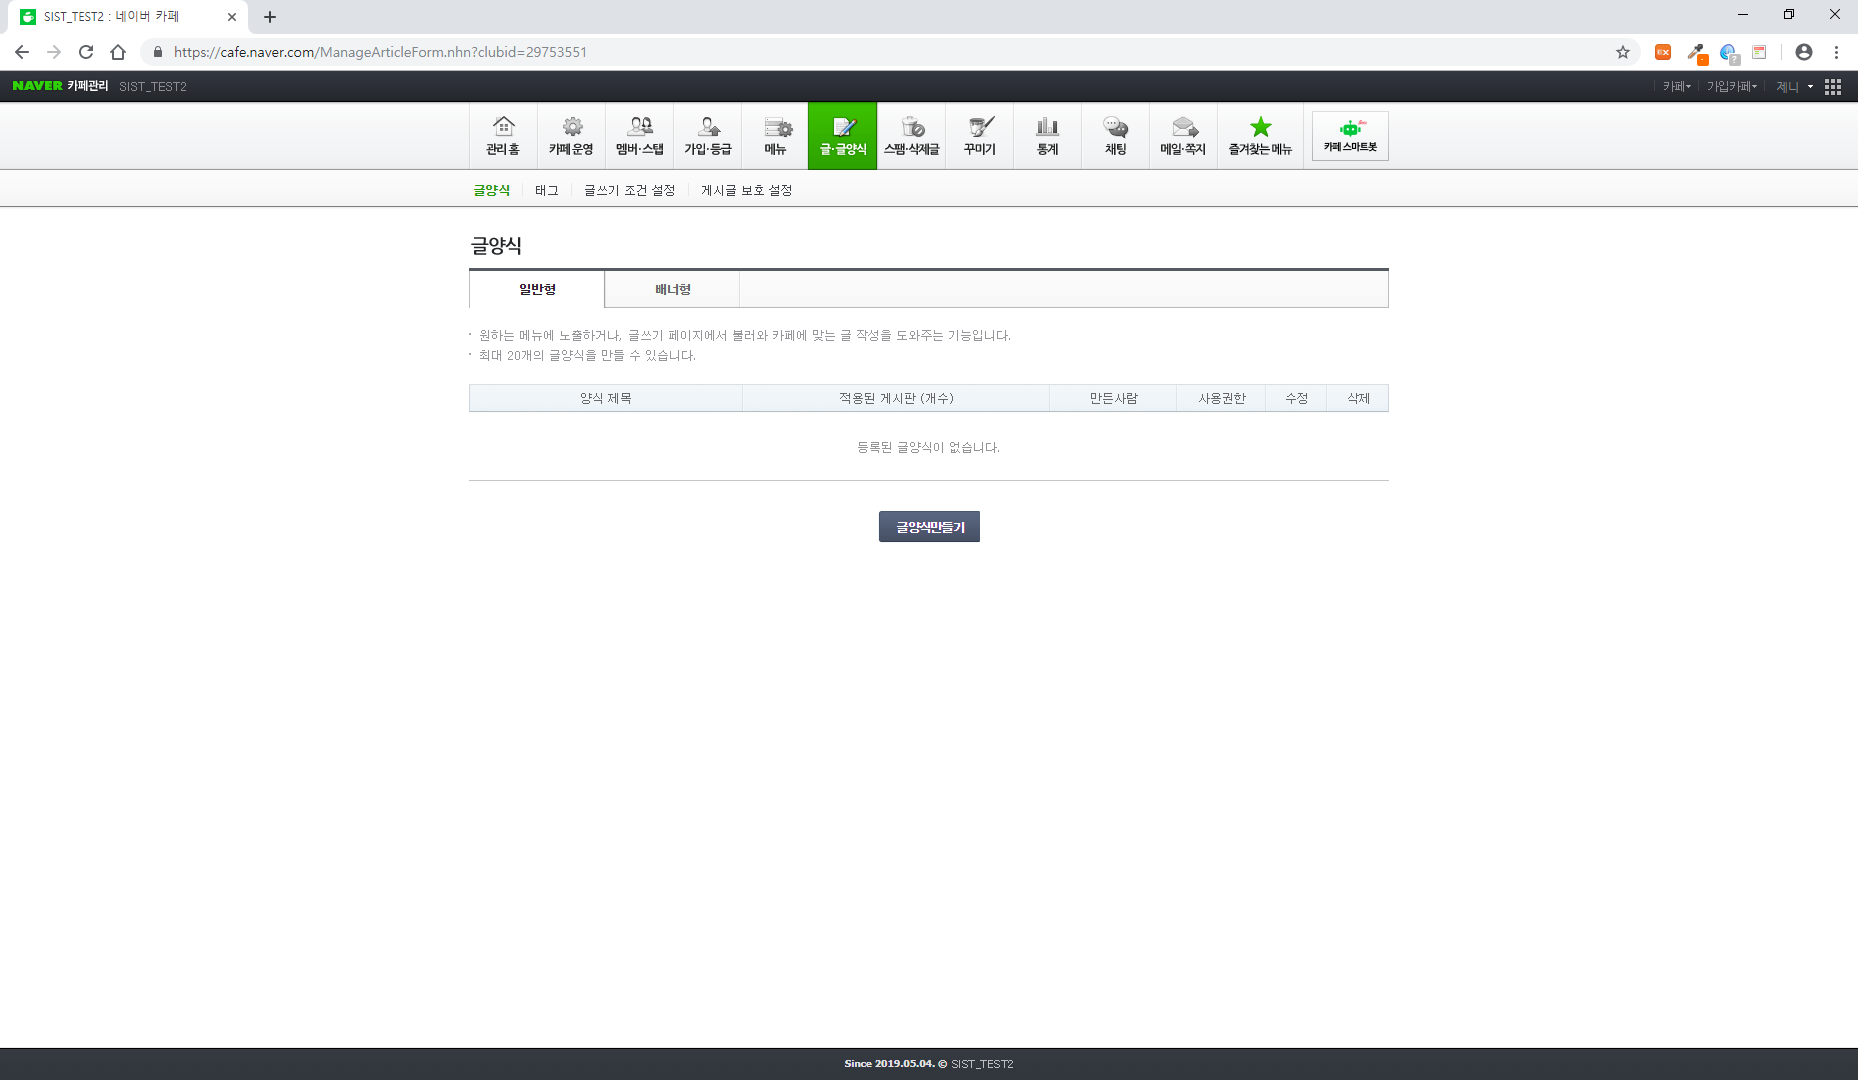 SIST_TEST2 : 네이버 카페
https://cafe.naver.com/ManageArticleForm.nhn?clubid=29753551
NAVER 카페관리 SIST_TEST2 카페 가입카페 제니
관리 홈 카페 운영 멤버·스탭 가입·등급 메뉴 글·글양식 스팸·삭제글 꾸미기 통계 채팅 메일·쪽지 즐겨찾는 메뉴 카페 스마트봇
글양식 태그 글쓰기 조건 설정 게시글 보호 설정
글양식
일반형 배너형
· 원하는 메뉴에 노출하거나, 글쓰기 페이지에서 불러와 카페에 맞는 글 작성을 도와주는 기능입니다.
· 최대 20개의 글양식을 만들 수 있습니다.
양식 제목 적용된 게시판 (개수) 만든사람 사용권한 수정 삭제
등록된 글양식이 없습니다.
글양식만들기
Since 2019.05.04. © SIST_TEST2